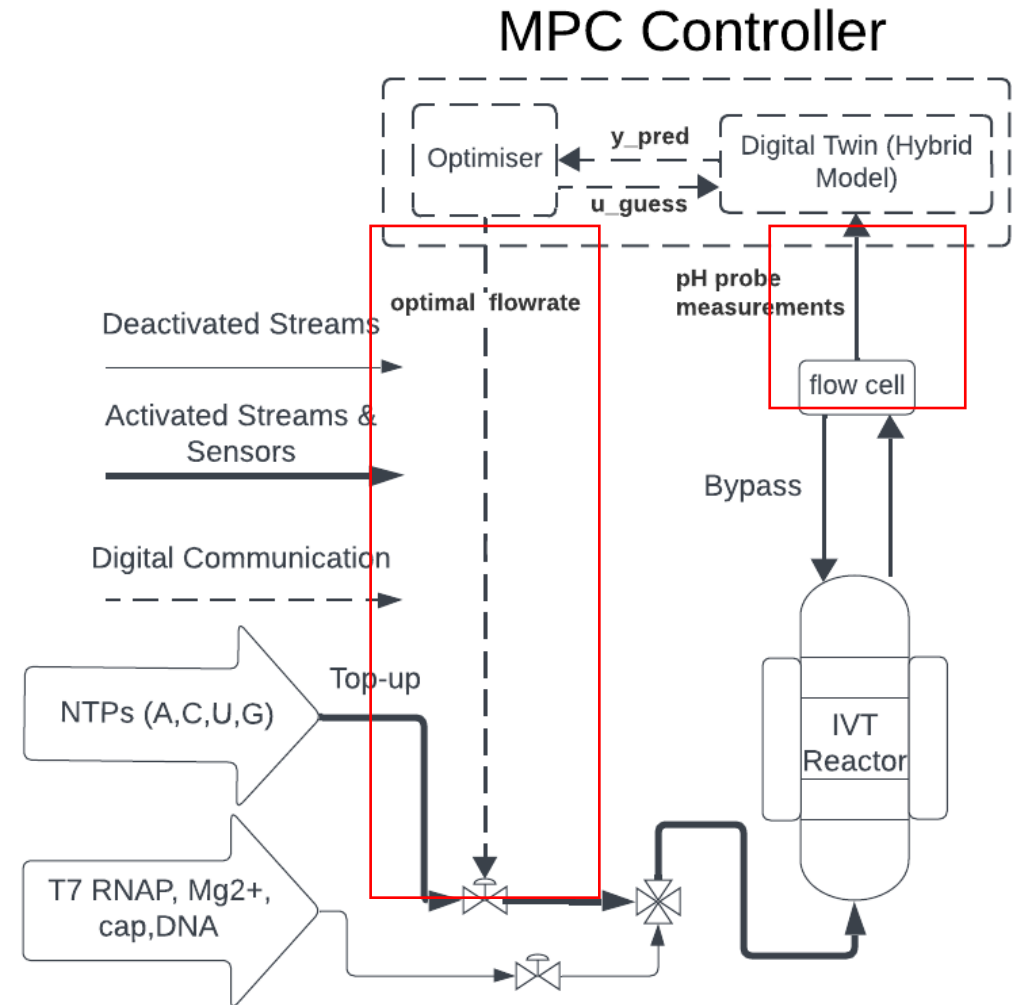 MPC Controller
Optimiser
y_pred
u_guess
Digital Twin (Hybrid
Model)
optimal flowrate
pH probe
measurements
Deactivated Streams
flow cell
Activated Streams &
Sensors
Bypass
Digital Communication
Top-up
NTPs (A,C,U,G)
IVT
Reactor
T7 RNAP, Mg2+,
cap,DNA